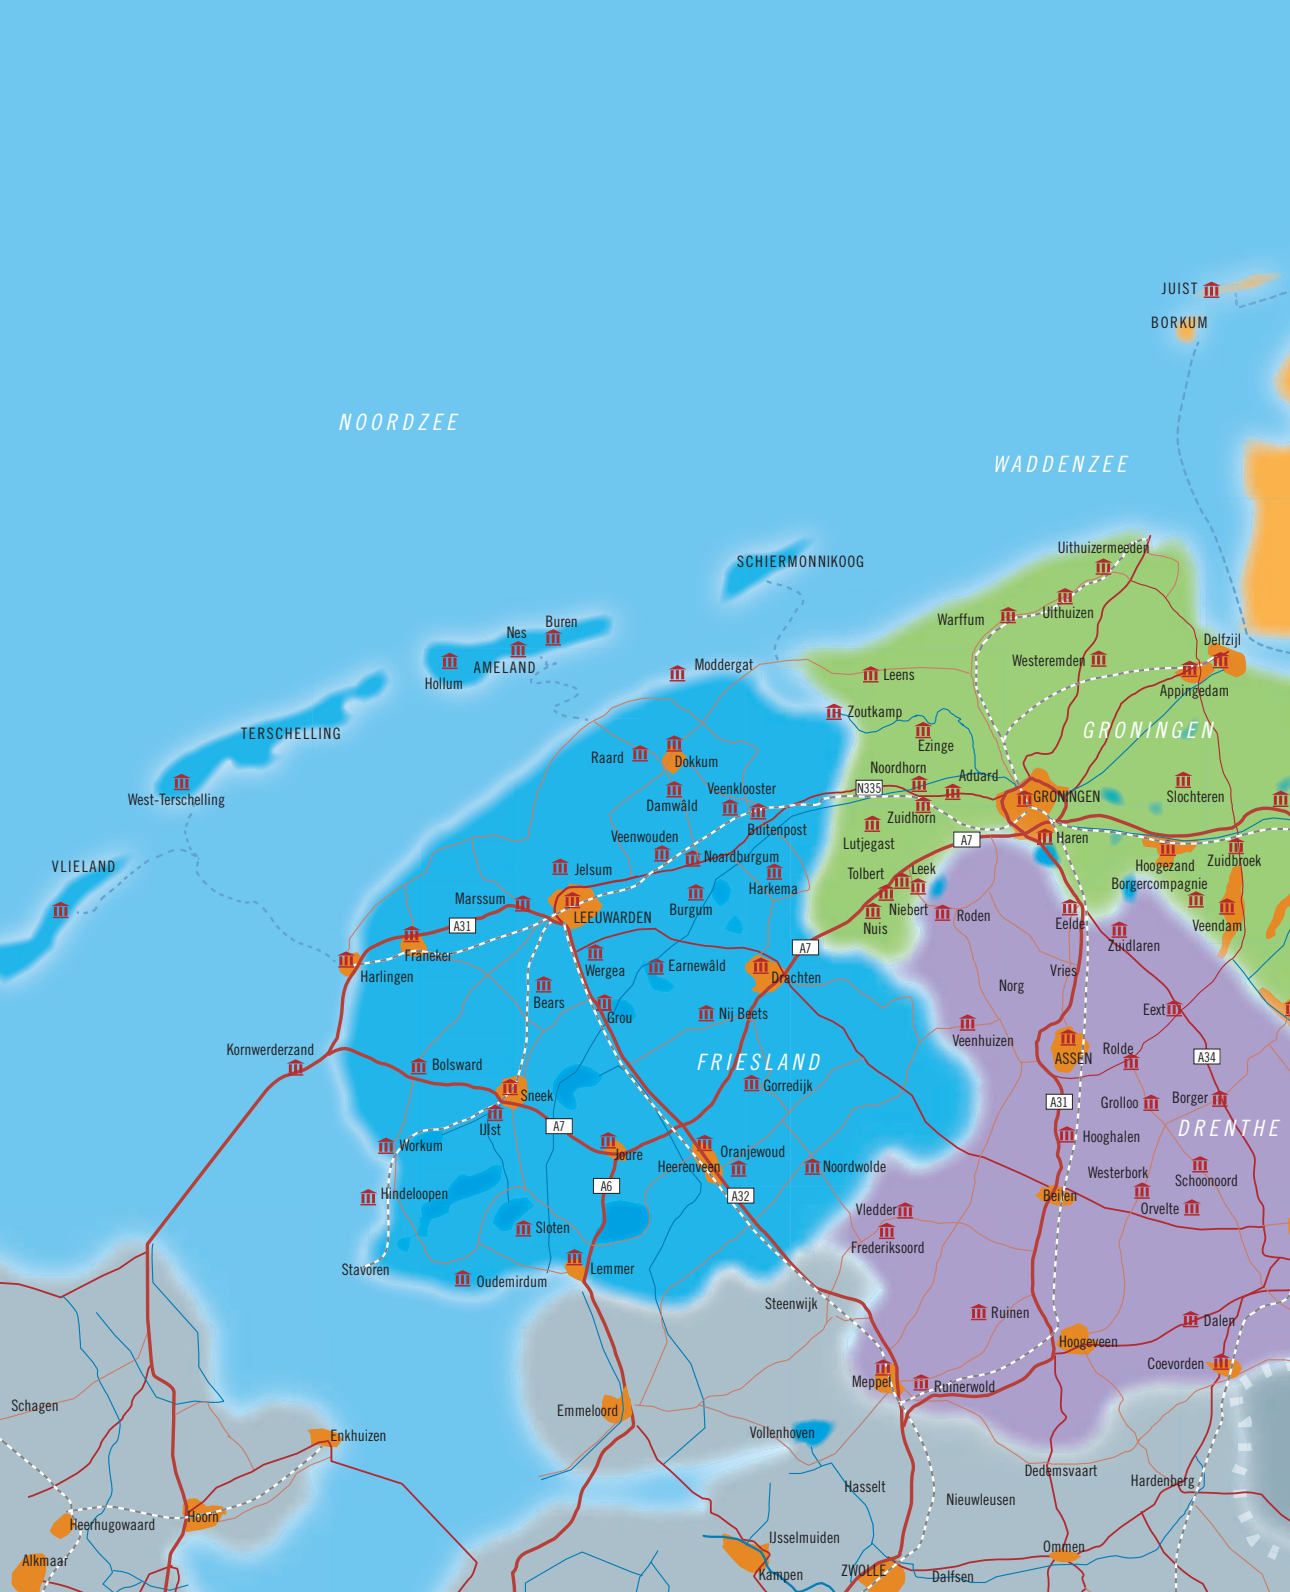 JUIST
BORKUM
NOORDZEE
WADDENZEE
Uithuizermeeden
SCHIERMONNIKOOG
Uithuizen
Warffum
Buren
Nes
Delfzijl
Westeremden
AMELAND
Moddergat
Hollum
Leens
Appingedam
Zoutkamp
GRONINGEN
TERSCHELLING
Ezinge
Raard
Dokkum
Noordhorn
Aduard
N335
Veenklooster
West-Terschelling
Damwâld
GRONINGEN
Slochteren
Zuidhorn
Buitenpost
Veenwouden
Lutjegast
A7
Haren
Noardburgum
Zuidbroek
Hoogezand
VLIELAND
Jelsum
Tolbert
Leek
Harkema
Borgercompagnie
Marssum
Burgum
Niebert
LEEUWARDEN
Roden
A31
Nuis
Eelde
Veendam
Zuidlaren
A7
Franeker
Wergea
Earnewâld
Harlingen
Drachten
Vries
Norg
Bears
Grou
Nij Beets
Eext
Veenhuizen
Kornwerderzand
Rolde
ASSEN
A34
Bolsward
FRIESLAND
Gorredijk
Sneek
Grolloo
Borger
A31
IJlst
A7
DRENTHE
Hooghalen
Workum
Joure
Oranjewoud
Heerenveen
Noordwolde
Westerbork
Schoonoord
A6
A32
Hindeloopen
Beilen
Vledder
Orvelte
Sloten
Frederiksoord
Stavoren
Lemmer
Oudemirdum
Steenwijk
Ruinen
Dalen
Hoogeveen
Coevorden
Meppel
Ruinerwold
Schagen
Emmeloord
Vollenhoven
Enkhuizen
Dedemsvaart
Hardenberg
Hasselt
Nieuwleusen
Hoorn
Heerhugowaard
IJsselmuiden
Ommen
Alkmaar
Kampen
ZWOLLE
Dalfsen